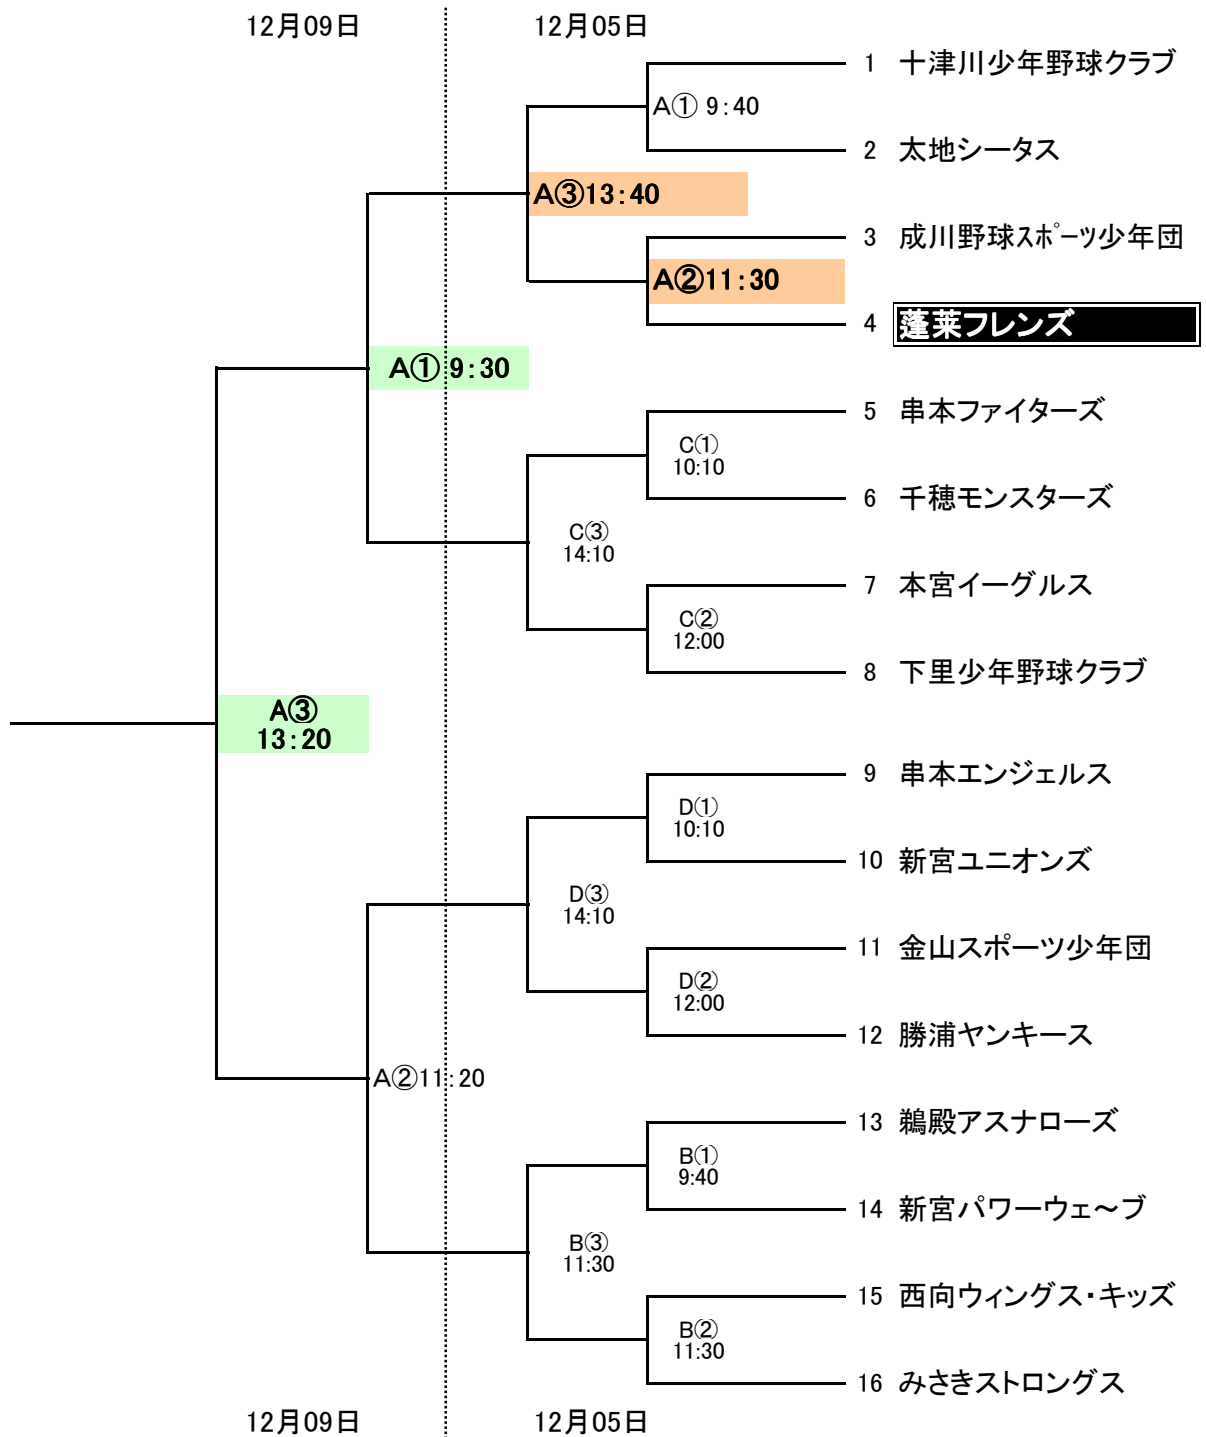 12月09日 12月05日
1 十津川少年野球クラブ
A① 9:40
2 太地シータス
A③13:40
3 成川野球ｽﾎﾟｰﾂ少年団
A②11:30
4 蓬莱フレンズ
A① 9:30
5 串本ファイターズ
C①
10:10
6 千穂モンスターズ
C③
14:10
7 本宮イーグルス
C②
12:00
8 下里少年野球クラブ
A③
13:20
9 串本エンジェルス
D①
10:10
10 新宮ユニオンズ
D③
14:10
11 金山スポーツ少年団
D②
12:00
12 勝浦ヤンキース
A②11:20
13 鵜殿アスナローズ
B①
9:40
14 新宮パワーウェ～ブ
B③
11:30
15 西向ウィングス・キッズ
B②
11:30
16 みさきストロングス
12月09日 12月05日